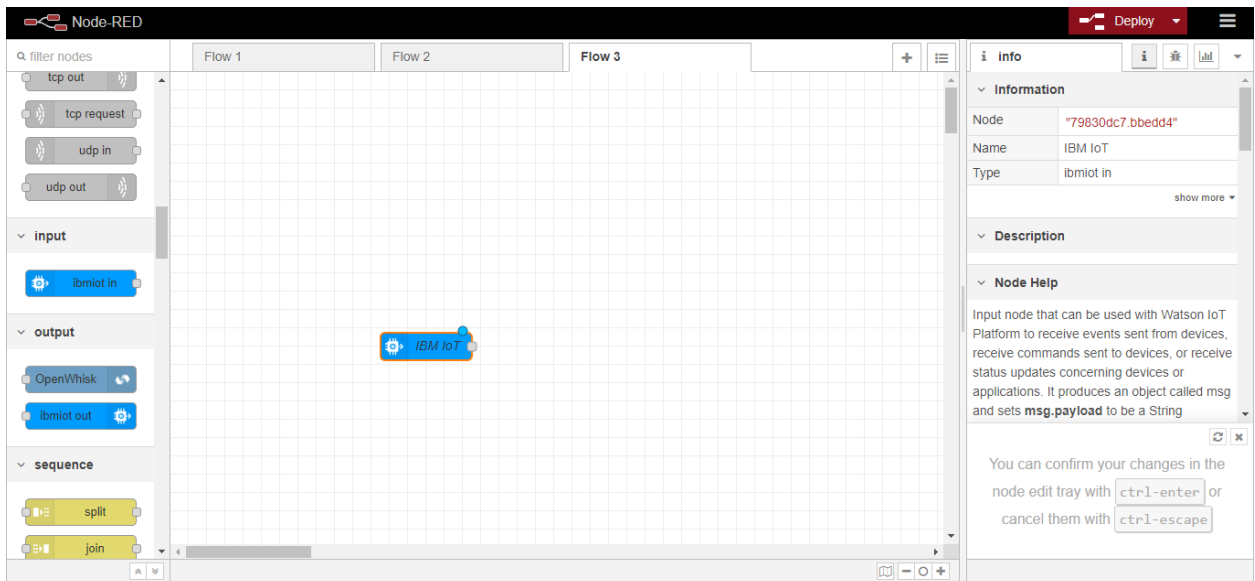 Node-RED
Deploy
filter nodes
Flow 1
Flow 2
Flow 3
i info
i
tcp out
tcp request
udp in
udp out
input
ibmiot in
output
OpenWhisk
ibmiot out
sequence
split
join
IBM IoT
Information
Node "79830dc7.bbedd4"
Name IBM IoT
Type ibmiot in
show more
Description
Node Help
Input node that can be used with Watson IoT
Platform to receive events sent from devices,
receive commands sent to devices, or receive
status updates concerning devices or
applications. It produces an object called msg
and sets msg.payload to be a String
You can confirm your changes in the
node edit tray with ctrl-enter or
cancel them with ctrl-escape